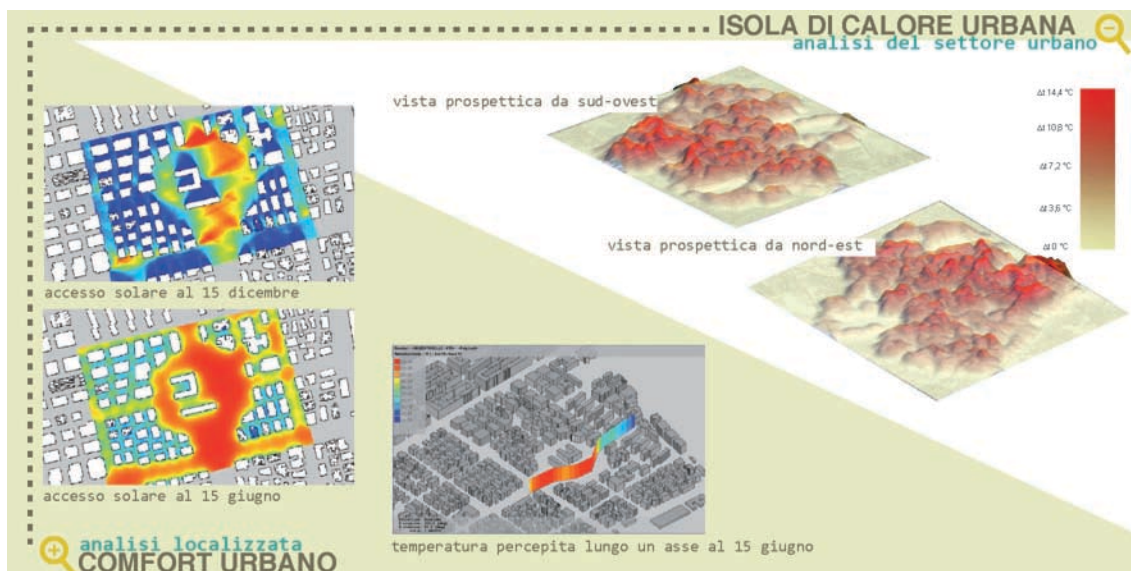 ISOLA DI CALORE URBANA
analisi del settore urbano
vista prospettica da sud-ovest
Δt 14,4 °C
Δt 10,8 °C
Δt 7,2 °C
Δt 3,6 °C
Δt 0 °C
vista prospettica da nord-est
accesso solare al 15 dicembre
accesso solare al 15 giugno
temperatura percepita lungo un asse al 15 giugno
analisi localizzata
COMFORT URBANO